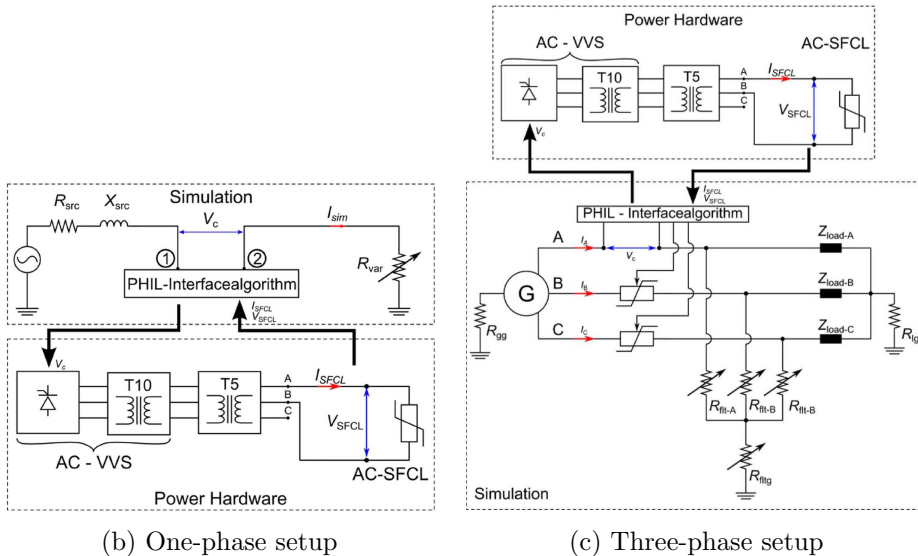 Simulation
R_src
X_src
V_c
I_sim
1
2
R_var
PHIL-Interfacealgorithm
I_SFCL
V_SFCL
V_c
T10
T5
A
B
C
I_SFCL
V_SFCL
AC - VVS
AC-SFCL
Power Hardware
(b) One-phase setup
Power Hardware
AC - VVS
AC-SFCL
T10
T5
A
B
C
I_SFCL
V_SFCL
V_c
I_SFCL
V_SFCL
PHIL - Interfacealgorithm
A
I_A
V_c
Z_load-A
G
B
I_B
Z_load-B
C
I_C
Z_load-C
R_gg
R_lg
R_flt-A
R_flt-B
R_flt-B
R_fltg
Simulation
(c) Three-phase setup